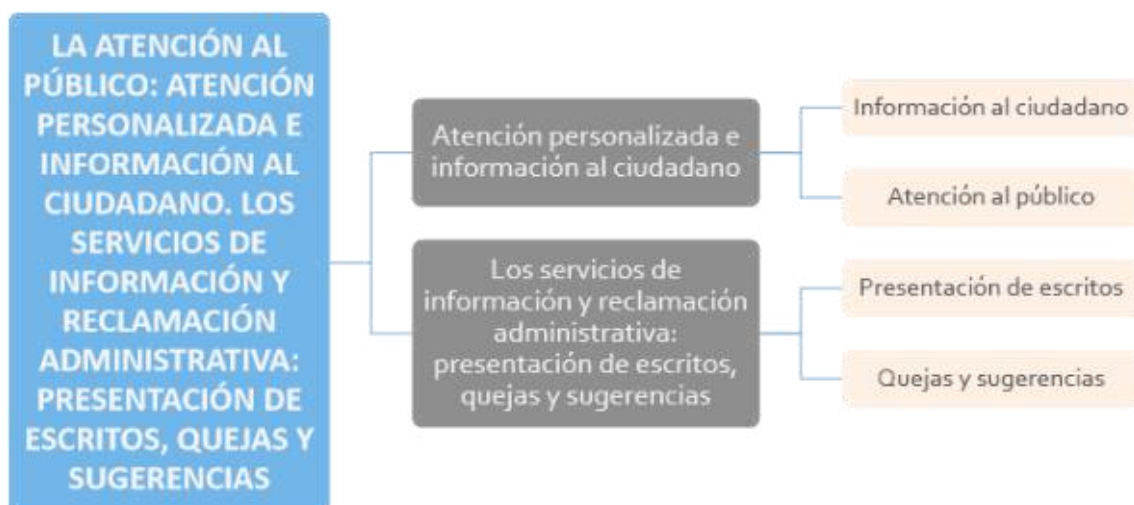 LA ATENCIÓN AL
PÚBLICO: ATENCIÓN
PERSONALIZADA E
INFORMACIÓN AL
CIUDADANO. LOS
SERVICIOS DE
INFORMACIÓN Y
RECLAMACIÓN
ADMINISTRATIVA:
PRESENTACIÓN DE
ESCRITOS, QUEJAS Y
SUGERENCIAS
Atención personalizada e
información al ciudadano
Información al ciudadano
Atención al público
Los servicios de
información y reclamación
administrativa:
presentación de escritos,
quejas y sugerencias
Presentación de escritos
Quejas y sugerencias